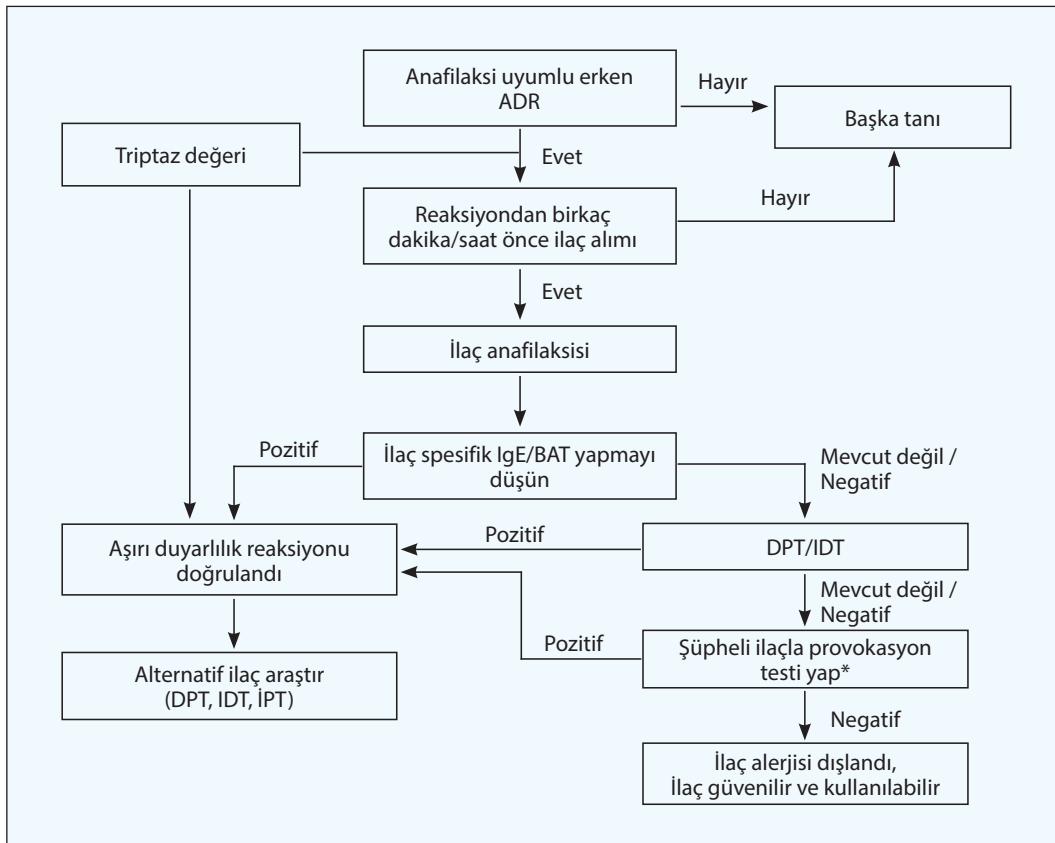 Anafilaksi uyumlu erken
ADR
Hayır
Başka tanı
Triptaz değeri
Evet
Reaksiyondan birkaç
dakika/saat önce ilaç alımı
Hayır
Evet
İlaç anafilaksisi
İlaç spesifik IgE/BAT yapmayı
düşün
Pozitif
Mevcut değil /
Negatif
Aşırı duyarlılık reaksiyonu
doğrulandı
Pozitif
DPT/IDT
Mevcut değil /
Negatif
Alternatif ilaç araştır
(DPT, IDT, İPT)
Pozitif
Şüpheli ilaçla provokasyon
testi yap*
Negatif
İlaç alerjisi dışlandı,
İlaç güvenilir ve kullanılabilir